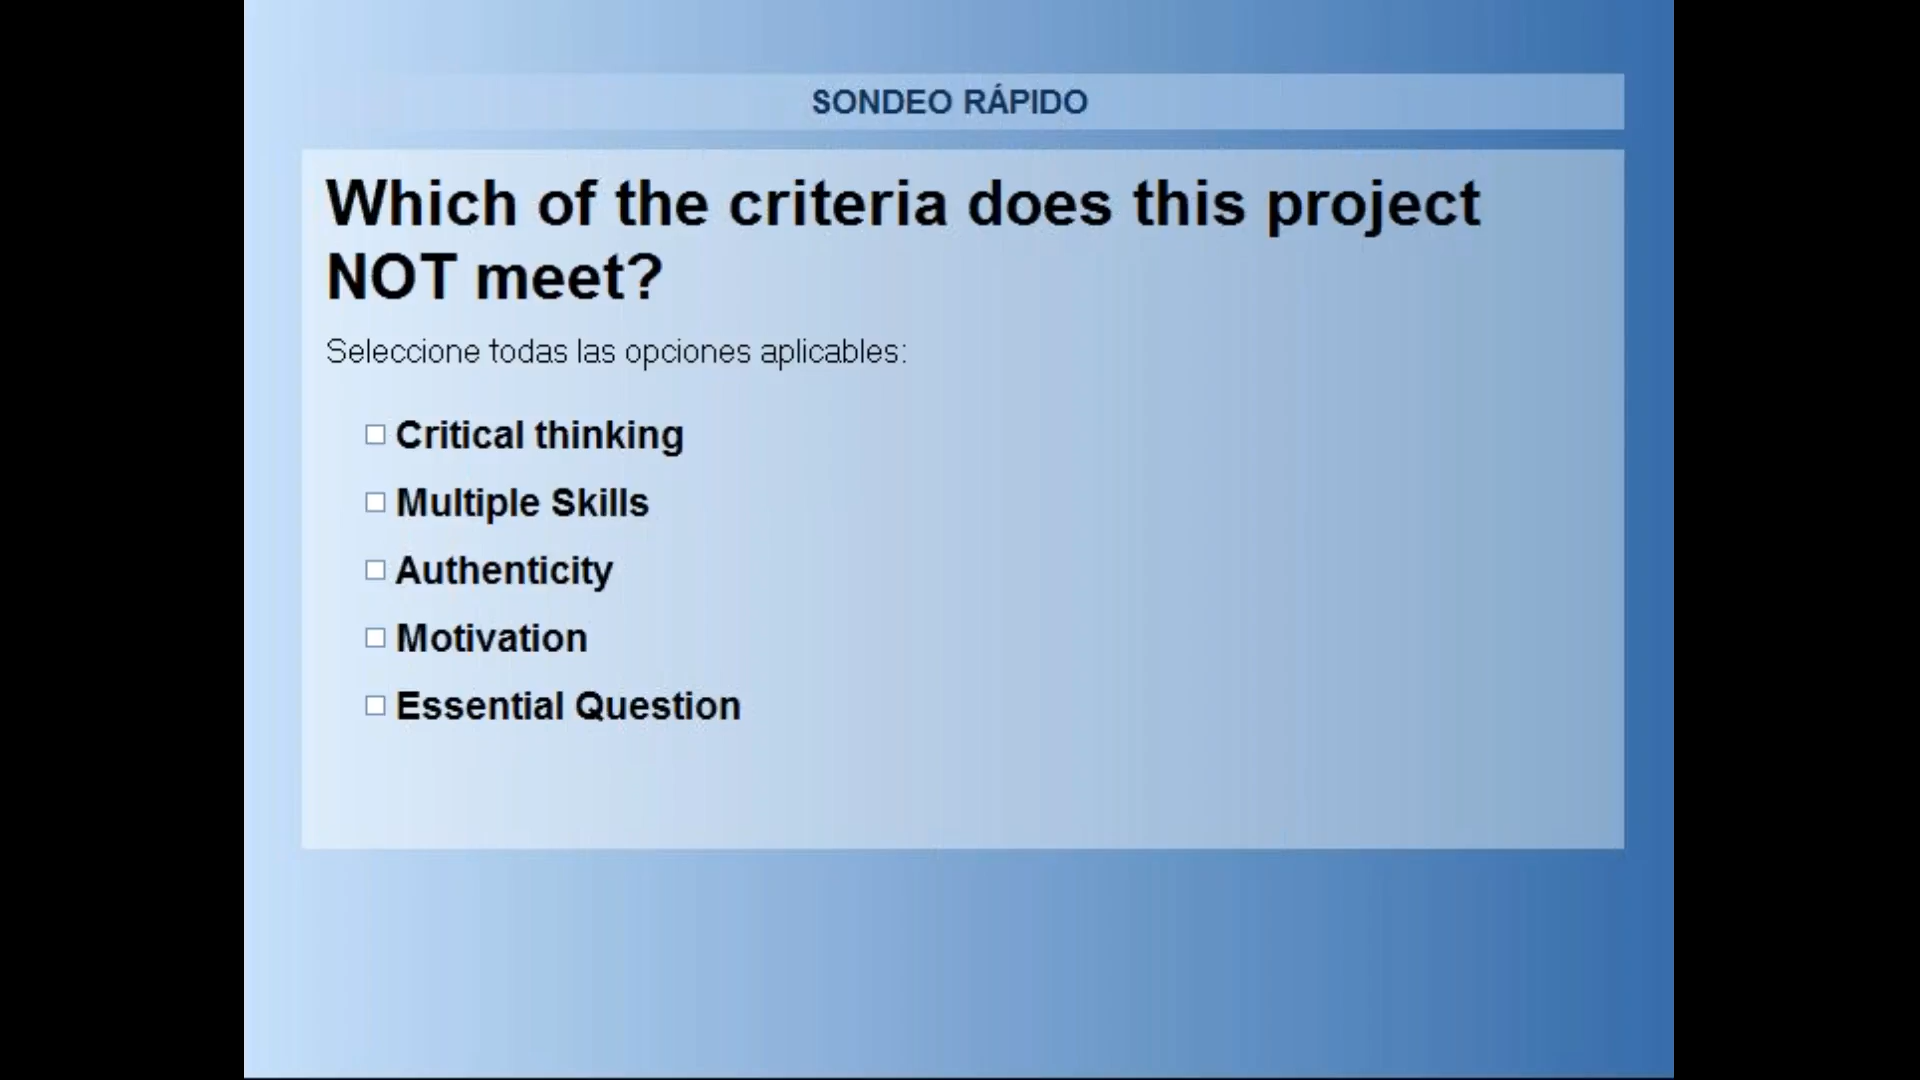 SONDEO RÁPIDO
Which of the criteria does this project
NOT meet?
Seleccione todas las opciones aplicables:
Critical thinking
Multiple Skills
Authenticity
Motivation
Essential Question